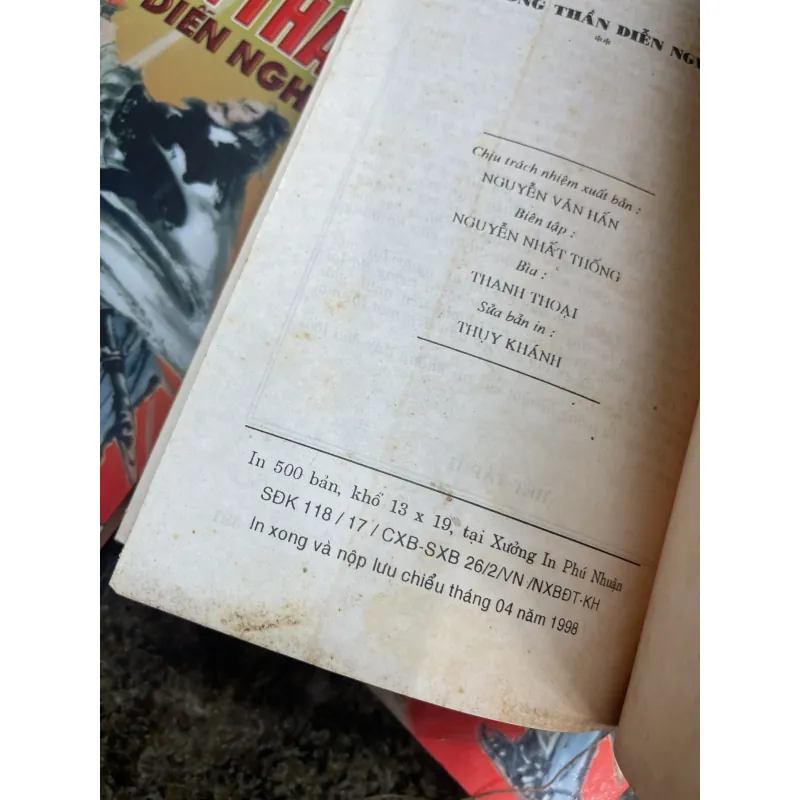 DIỄN NGH
ONG THẦN DIỄN NG
**
Chịu trách nhiệm xuất bản :
NGUYỄN VĂN HẤN
Biên tập :
NGUYỄN NHẤT THỐNG
Bìa :
THANH THOẠI
Sửa bản in :
THỤY KHÁNH
In 500 bản, khổ 13 x 19, tại Xưởng In Phú Nhuận
SĐK 118 / 17 / CXB-SXB 26/2/VN /NXBĐT-KH
In xong và nộp lưu chiểu tháng 04 năm 1998